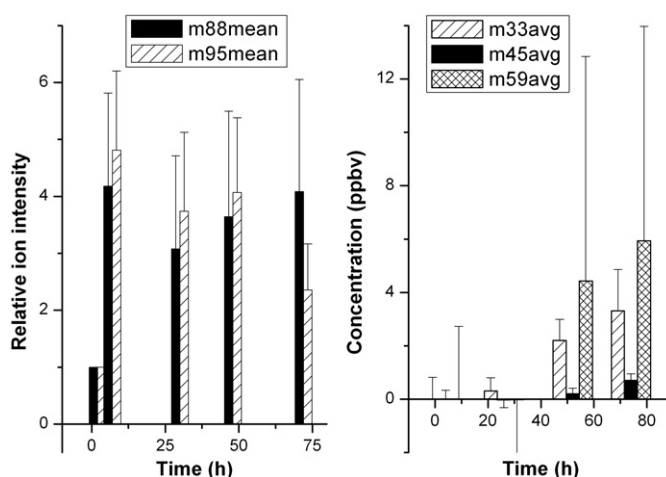 m88mean
m95mean
Relative ion intensity
6
4
2
0
0 25 50 75
Time (h)
m33avg
m45avg
m59avg
Concentration (ppbv)
12
8
4
0
0 20 40 60 80
Time (h)